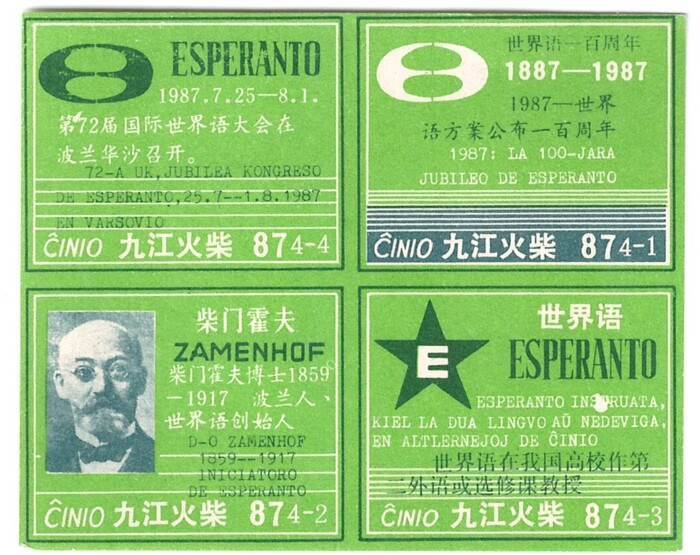 ESPERANTO
1987.7.25—8.1.
第72届国际世界语大会在
波兰华沙召开。
72-A UK,JUBILEA KONGRESO
DE ESPERANTO,25.7--1.8.1987
EN VARSOVIO
ĈINIO 九江火柴 874-4
世界语一百周年
1887—1987
1987—世界
语方案公布一百周年
1987: LA 100-JARA
JUBILEO DE ESPERANTO
ĈINIO 九江火柴 874-1
柴门霍夫
ZAMENHOF
柴门霍夫博士1859
—1917 波兰人、
世界语创始人
D-O ZAMENHOF
1859--1917
INICIATORO
DE ESPERANTO
ĈINIO 九江火柴 874-2
E
世界语
ESPERANTO
ESPERANTO INSTRUATA,
KIEL LA DUA LINGVO AŬ NEDEVIGA,
EN ALTLERNEJOJ DE ĈINIO
世界语在我国高校作第
二外语或选修课教授
ĈINIO 九江火柴 874-3